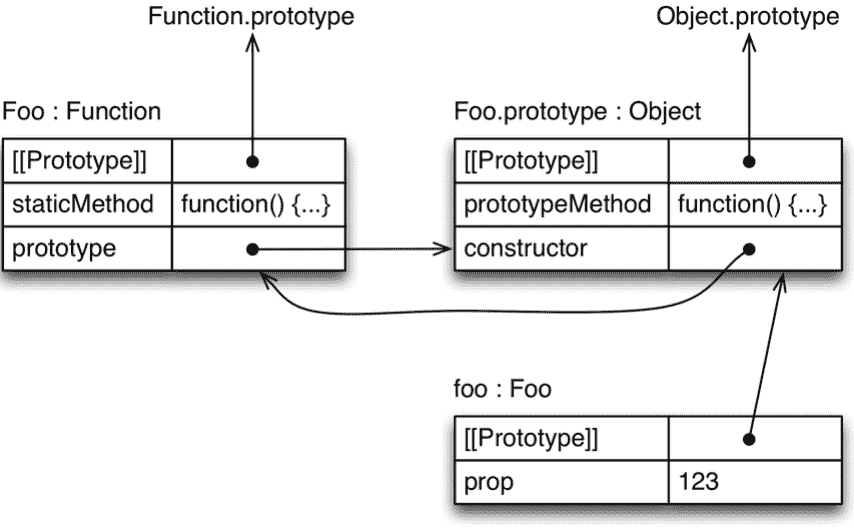 Function.prototype
Object.prototype
Foo : Function
[[Prototype]]
staticMethod function() {...}
prototype
Foo.prototype : Object
[[Prototype]]
prototypeMethod function() {...}
constructor
foo : Foo
[[Prototype]]
prop 123